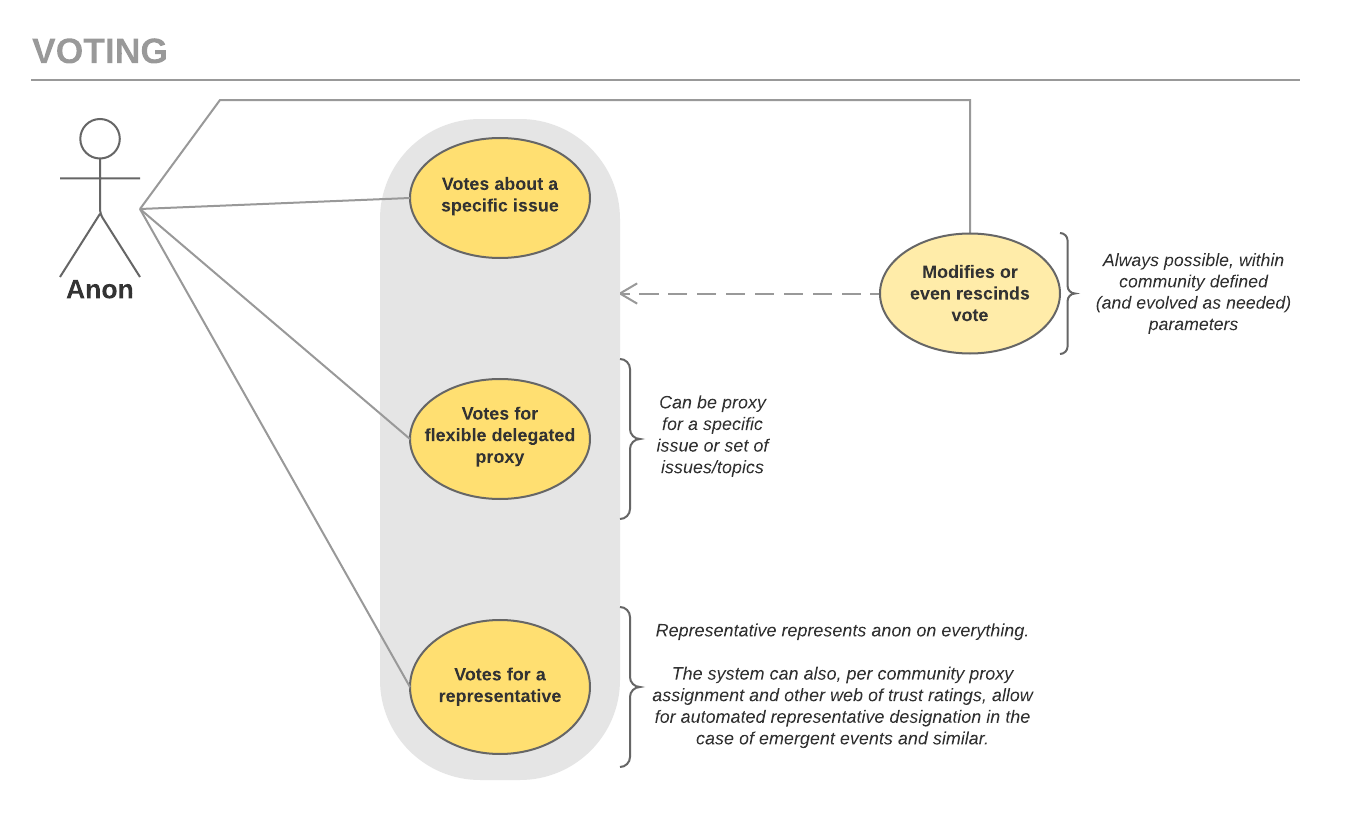 VOTING
Anon
Votes about a
specific issue
Modifies or
even rescinds
vote
Always possible, within
community defined
(and evolved as needed)
parameters
Votes for
flexible delegated
proxy
Can be proxy
for a specific
issue or set of
issues/topics
Votes for a
representative
Representative represents anon on everything.
The system can also, per community proxy
assignment and other web of trust ratings, allow
for automated representative designation in the
case of emergent events and similar.